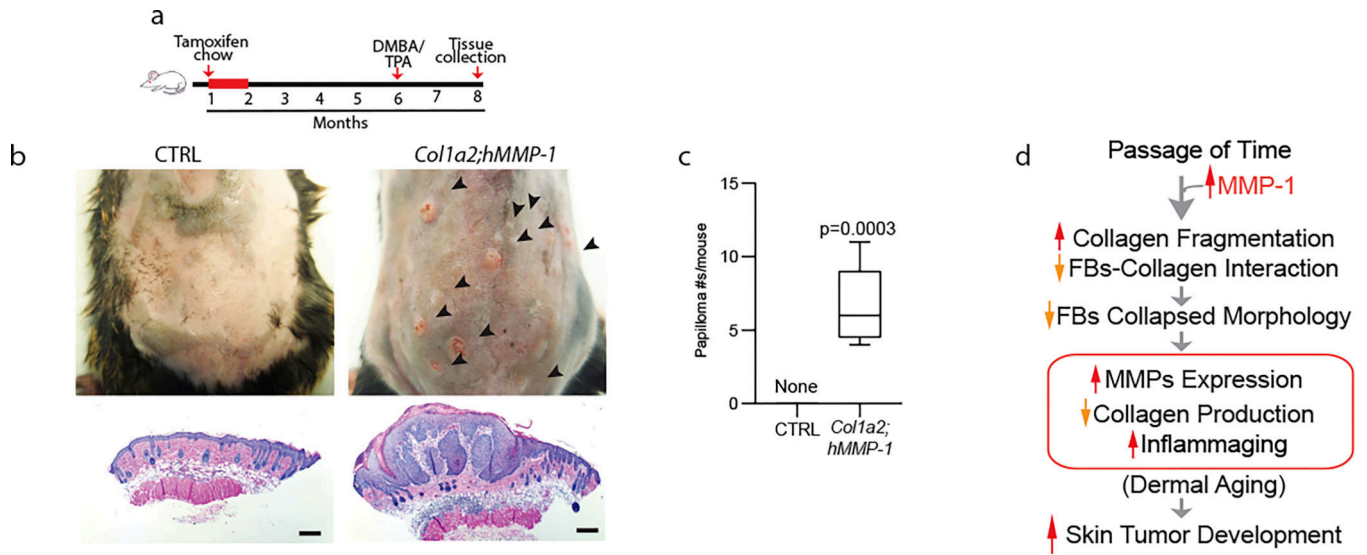 a
Tamoxifen
chow
DMBA/
TPA
Tissue
collection
1 2 3 4 5 6 7 8
Months
b
CTRL
Col1a2;hMMP-1
c
Papilloma #s/mouse
15
10
5
0
p=0.0003
None
CTRL
Col1a2;
hMMP-1
d
Passage of Time
MMP-1
Collagen Fragmentation
FBs-Collagen Interaction
FBs Collapsed Morphology
MMPs Expression
Collagen Production
Inflammaging
(Dermal Aging)
Skin Tumor Development